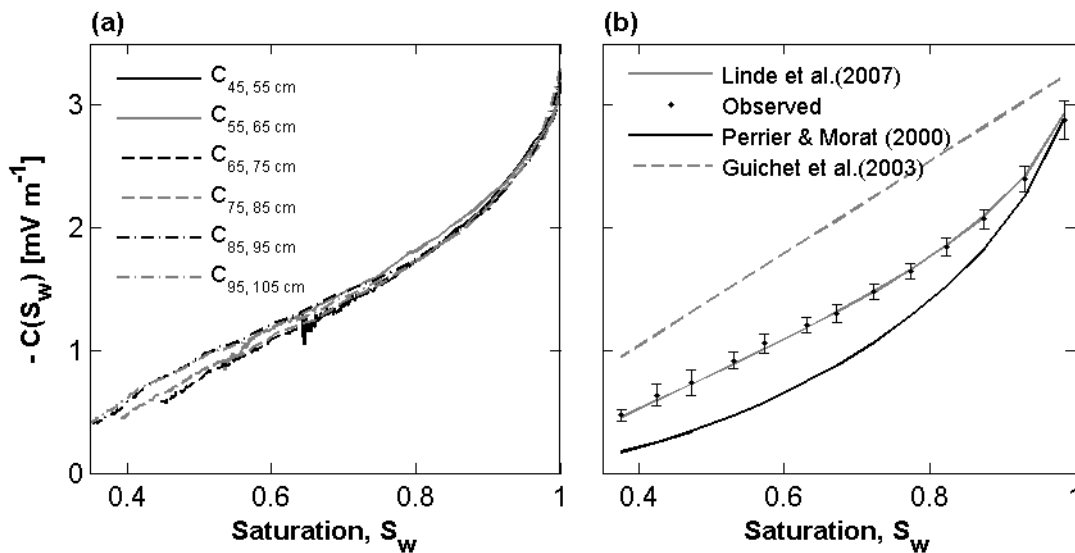 (a)
(b)
C45, 55 cm
C55, 65 cm
C65, 75 cm
C75, 85 cm
C85, 95 cm
C95, 105 cm
Linde et al.(2007)
Observed
Perrier & Morat (2000)
Guichet et al.(2003)
- C(Sw) [mV m-1]
3
2
1
0
0.4 0.6 0.8 1
0.4 0.6 0.8 1
Saturation, Sw
Saturation, Sw